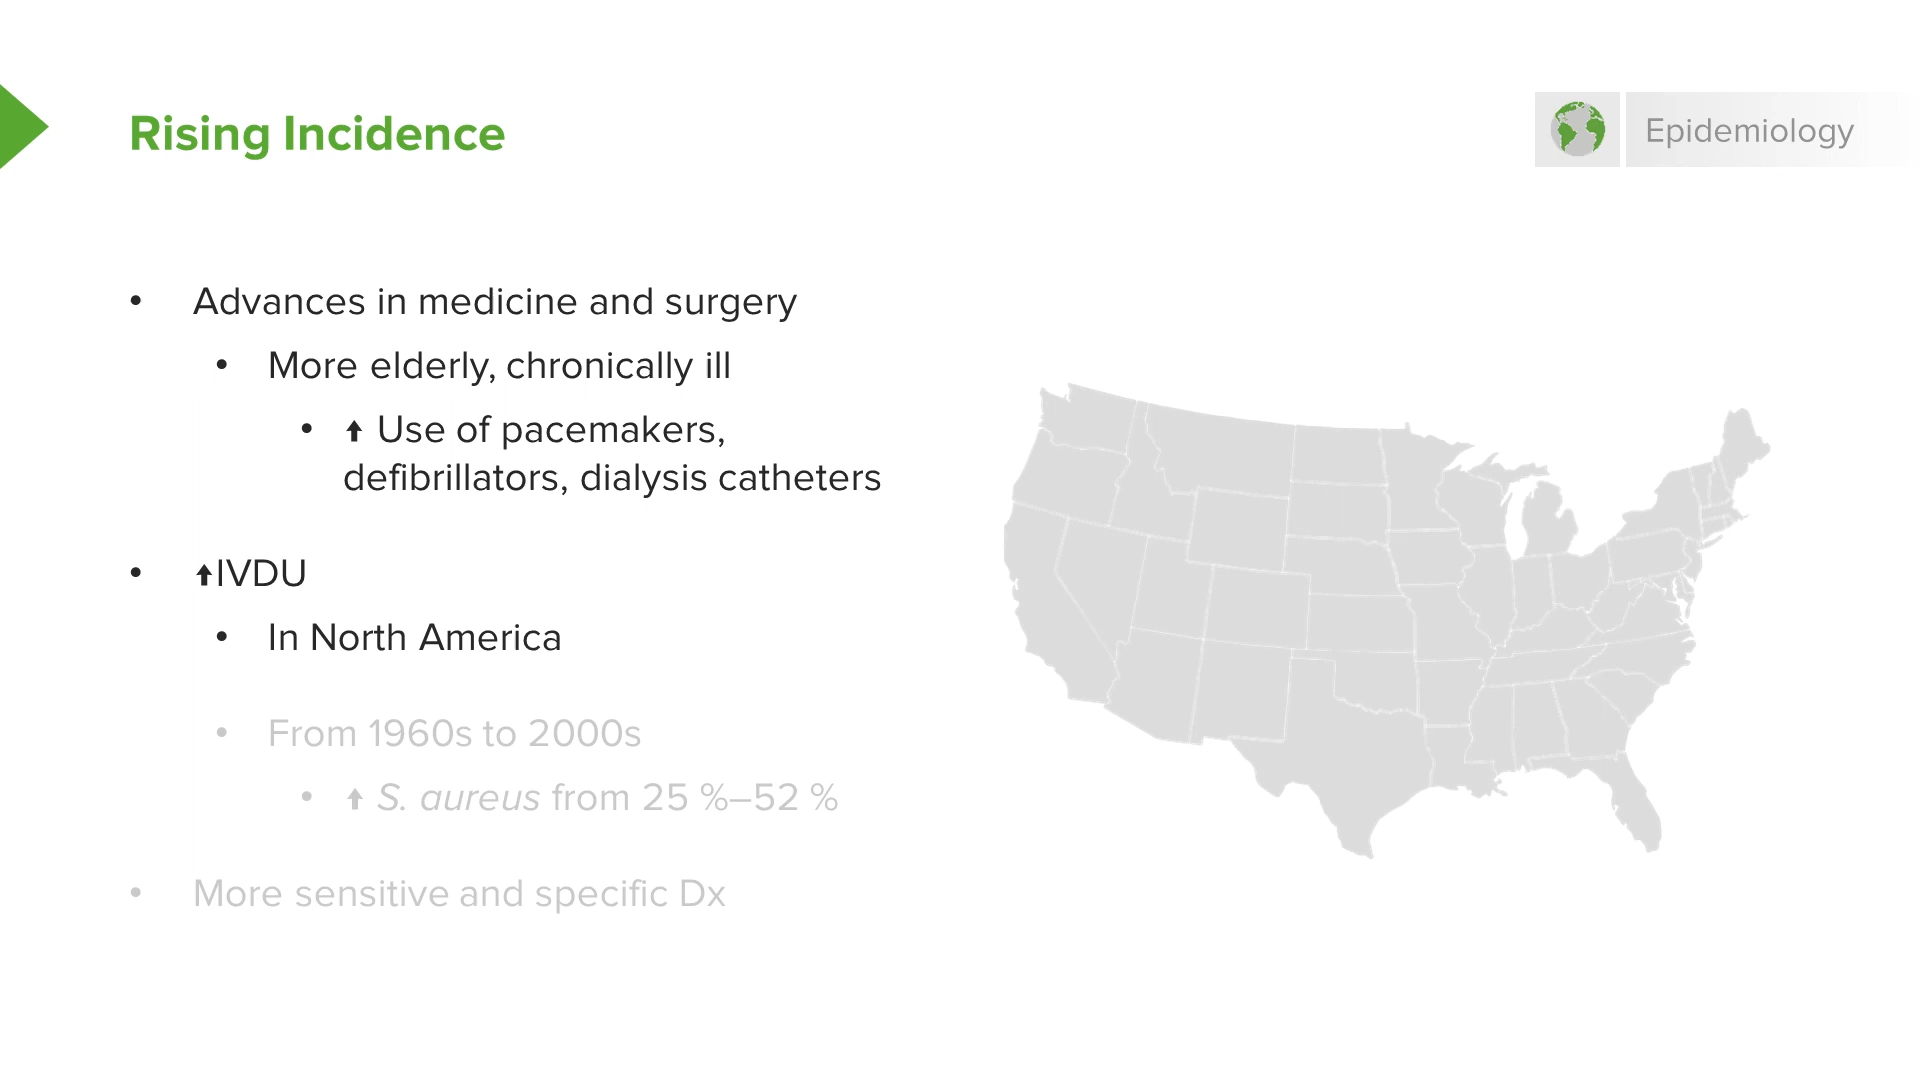 Rising Incidence
Epidemiology
• Advances in medicine and surgery
• More elderly, chronically ill
• ⬆ Use of pacemakers,
defibrillators, dialysis catheters
• ⬆IVDU
• In North America
• From 1960s to 2000s
• ⬆ S. aureus from 25 %–52 %
• More sensitive and specific Dx